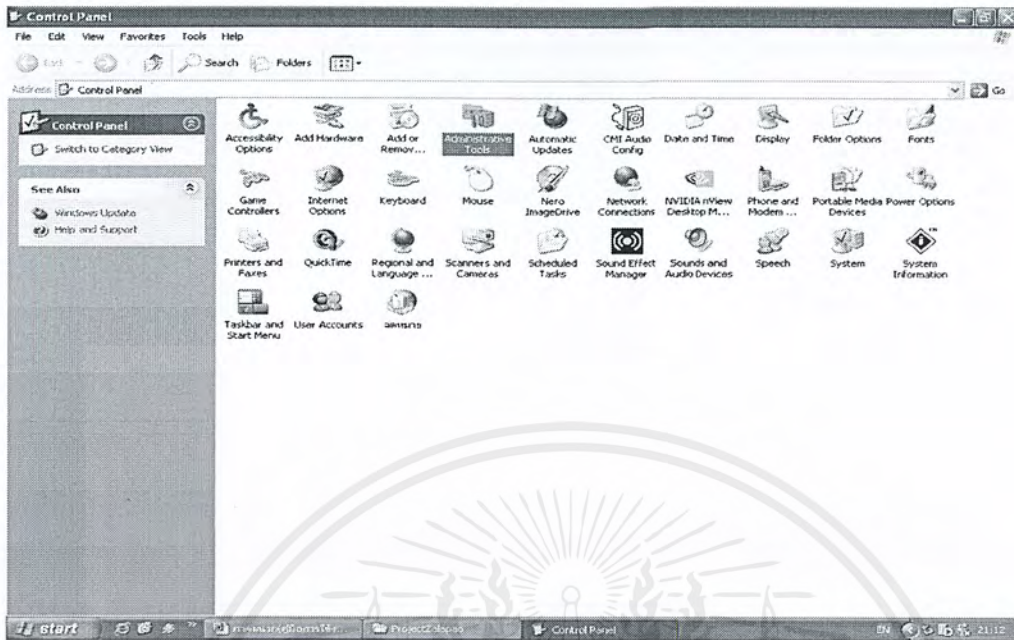 Control Panel
File Edit View Favorites Tools Help
Back Search Folders
Address Control Panel Go
Control Panel
Switch to Category View
See Also
Windows Update
Help and Support
Accessibility Options
Add Hardware
Add or Remov...
Administrative Tools
Automatic Updates
CMI Audio Config
Date and Time
Display
Folder Options
Fonts
Game Controllers
Internet Options
Keyboard
Mouse
Nero ImageDrive
Network Connections
NVIDIA nView Desktop M...
Phone and Modem ...
Portable Media Devices
Power Options
Printers and Faxes
QuickTime
Regional and Language ...
Scanners and Cameras
Scheduled Tasks
Sound Effect Manager
Sounds and Audio Devices
Speech
System
System Information
Taskbar and Start Menu
User Accounts
start
Control Panel
EN 21:12